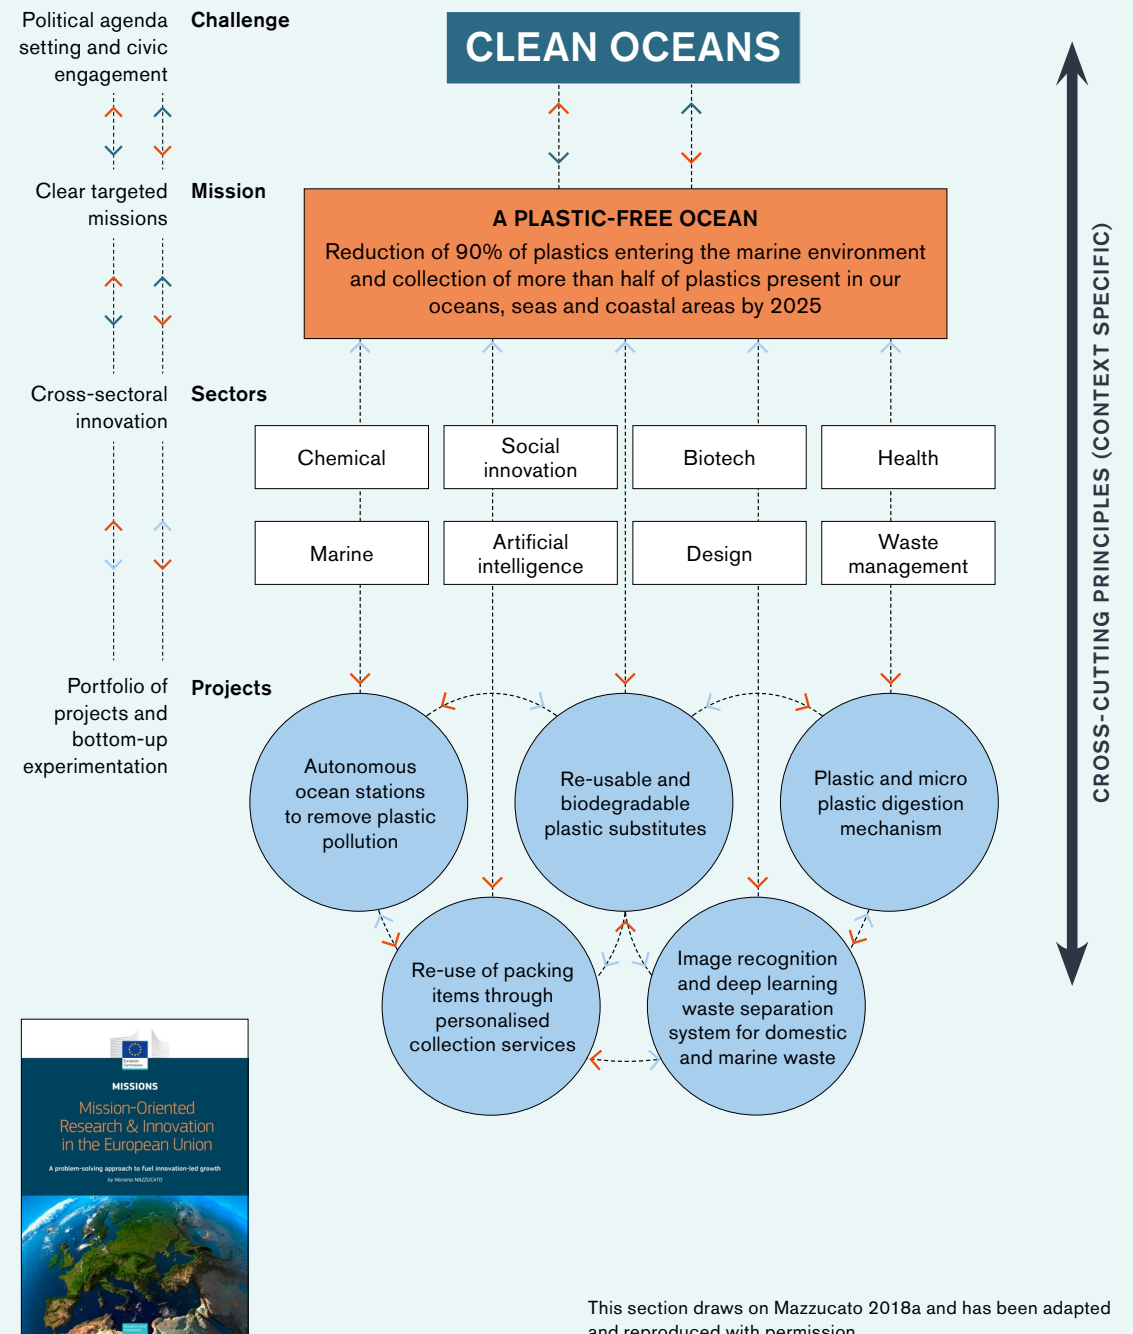 Political agenda
setting and civic
engagement
Challenge
CLEAN OCEANS
Clear targeted
missions
Mission
A PLASTIC-FREE OCEAN
Reduction of 90% of plastics entering the marine environment
and collection of more than half of plastics present in our
oceans, seas and coastal areas by 2025
Cross-sectoral
innovation
Sectors
Chemical
Social
innovation
Biotech
Health
Marine
Artificial
intelligence
Design
Waste
management
Portfolio of
projects and
bottom-up
experimentation
Projects
Autonomous
ocean stations
to remove plastic
pollution
Re-usable and
biodegradable
plastic substitutes
Plastic and micro
plastic digestion
mechanism
Re-use of packing
items through
personalised
collection services
Image recognition
and deep learning
waste separation
system for domestic
and marine waste
CROSS-CUTTING PRINCIPLES (CONTEXT SPECIFIC)
European
Commission
MISSIONS
Mission-Oriented
Research & Innovation
in the European Union
A problem-solving approach to fuel innovation-led growth
by Mariana MAZZUCATO
This section draws on Mazzucato 2018a and has been adapted
and reproduced with permission